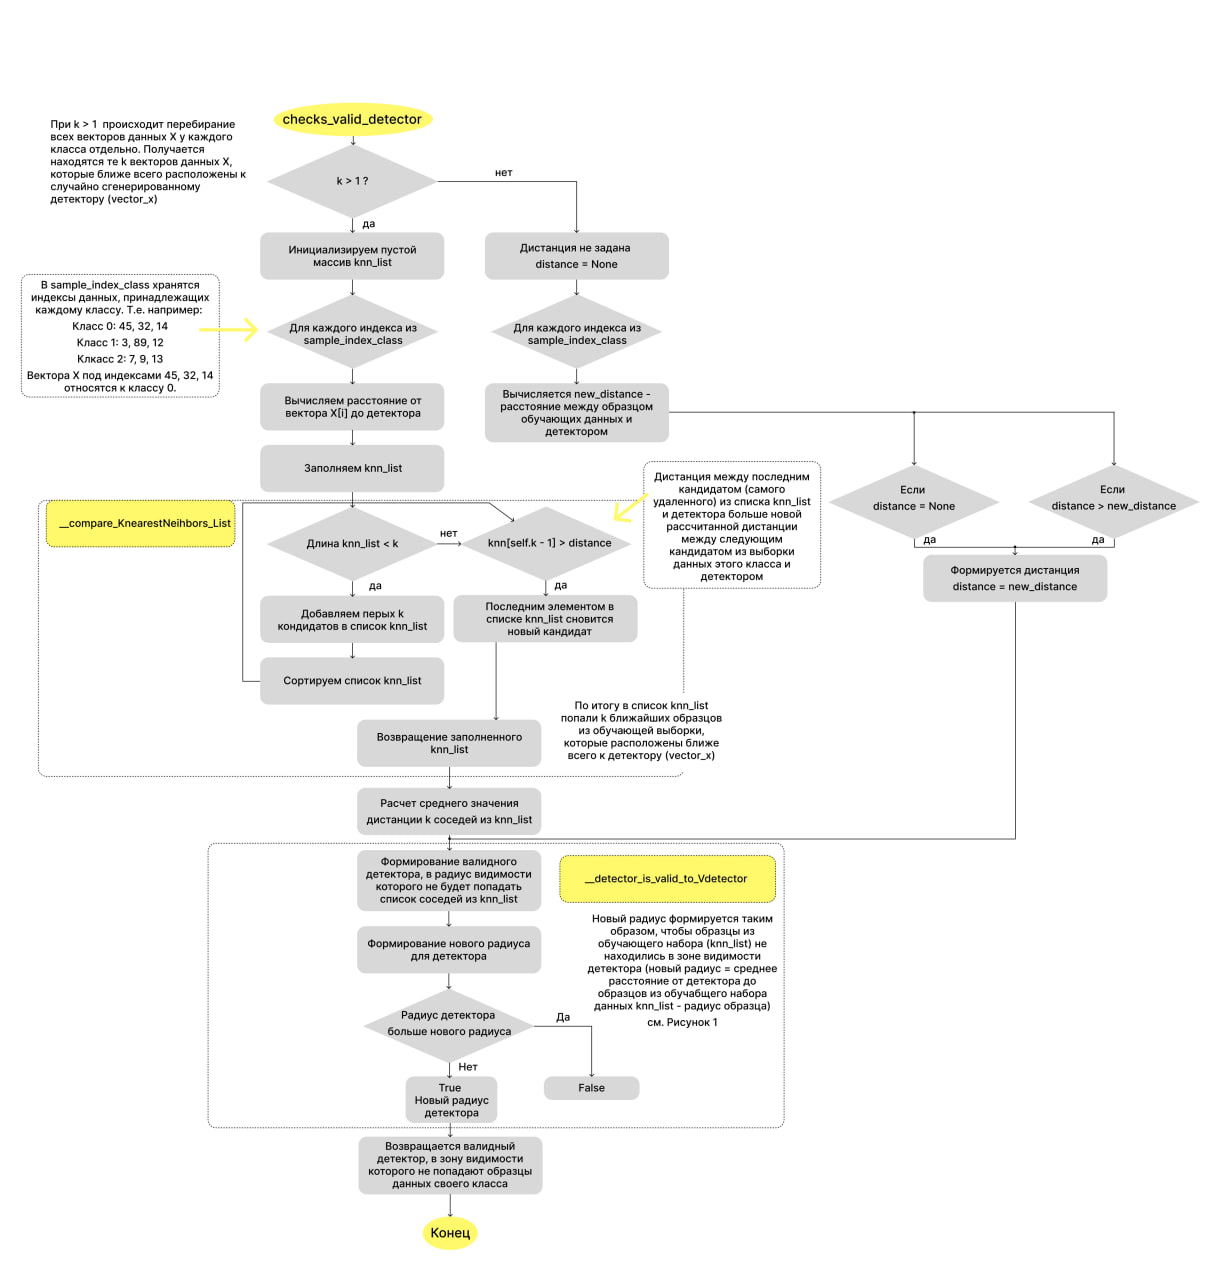 checks_valid_detector
При k > 1 происходит перебирание
всех векторов данных X у каждого
класса отдельно. Получается
находятся те k векторов данных X,
которые ближе всего расположены к
случайно сгенерированному
детектору (vector_x)
k > 1 ?
нет
да
Инициализируем пустой
массив knn_list
Дистанция не задана
distance = None
В sample_index_class хранятся
индексы данных, принадлежащих
каждому классу. Т.е. например:
Класс 0: 45, 32, 14
Класс 1: 3, 89, 12
Клкасс 2: 7, 9, 13
Вектора X под индексами 45, 32, 14
относятся к классу 0.
Для каждого индекса из
sample_index_class
Для каждого индекса из
sample_index_class
Вычисляем расстояние от
вектора X[i] до детектора
Вычисляется new_distance -
расстояние между образцом
обучающих данных и
детектором
Заполняем knn_list
Дистанция между последним
кандидатом (самого
удаленного) из списка knn_list
и детектора больше новой
рассчитанной дистанции
между следующим
кандидатом из выборки
данных этого класса и
детектором
Если
distance = None
Если
distance > new_distance
да
да
Формируется дистанция
distance = new_distance
__compare_KnearestNeihbors_List
Длина knn_list < k
нет
knn[self.k - 1] > distance
да
да
Добавляем перых k
кондидатов в список knn_list
Последним элементом в
списке knn_list сновится
новый кандидат
Сортируем список knn_list
Возвращение заполненного
knn_list
По итогу в список knn_list
попали k ближайших образцов
из обучающей выборки,
которые расположены ближе
всего к детектору (vector_x)
Расчет среднего значения
дистанции k соседей из knn_list
Формирование валидного
детектора, в радиус видимости
которого не будет попадать
список соседей из knn_list
__detector_is_valid_to_Vdetector
Новый радиус формируется таким
образом, чтобы образцы из
обучающего набора (knn_list) не
находились в зоне видимости
детектора (новый радиус = среднее
расстояние от детектора до
образцов из обучабщего набора
данных knn_list - радиус образца)
см. Рисунок 1
Формирование нового радиуса
для детектора
Радиус детектора
больше нового радиуса
Да
Нет
True
Новый радиус
детектора
False
Возвращается валидный
детектор, в зону видимости
которого не попадают образцы
данных своего класса
Конец